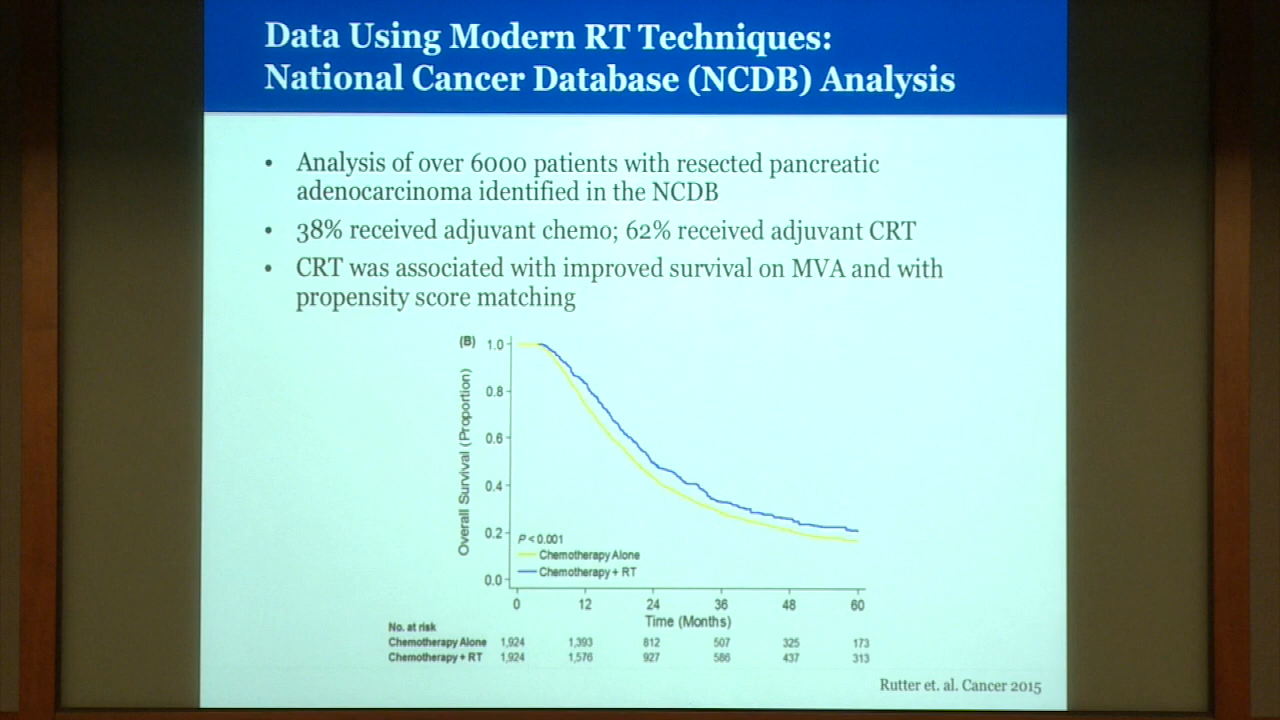 Data Using Modern RT Techniques:
National Cancer Database (NCDB) Analysis
• Analysis of over 6000 patients with resected pancreatic
adenocarcinoma identified in the NCDB
• 38% received adjuvant chemo; 62% received adjuvant CRT
• CRT was associated with improved survival on MVA and with
propensity score matching
(B)
Overall Survival (Proportion)
1.0
0.8
0.6
0.4
0.2
0.0
P < 0.001
Chemotherapy Alone
Chemotherapy + RT
0 12 24 36 48 60
Time (Months)
No. at risk
Chemotherapy Alone 1,924 1,393 812 507 325 173
Chemotherapy + RT 1,924 1,576 927 586 437 313
Rutter et. al. Cancer 2015